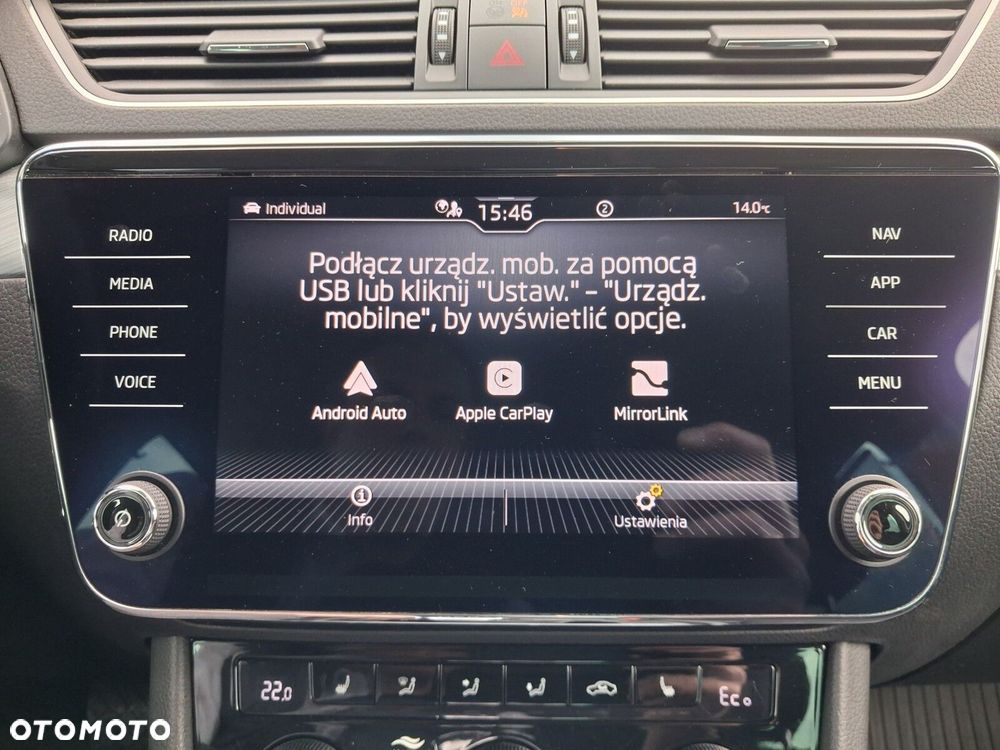 OFF
RADIO
MEDIA
PHONE
VOICE
Individual
15:46
2
14.0°C
Podłącz urządz. mob. za pomocą
USB lub kliknij "Ustaw." – "Urządz.
mobilne", by wyświetlić opcje.
Android Auto
Apple CarPlay
MirrorLink
Info
Ustawienia
NAV
APP
CAR
MENU
22.0
Eco
OTOMOTO